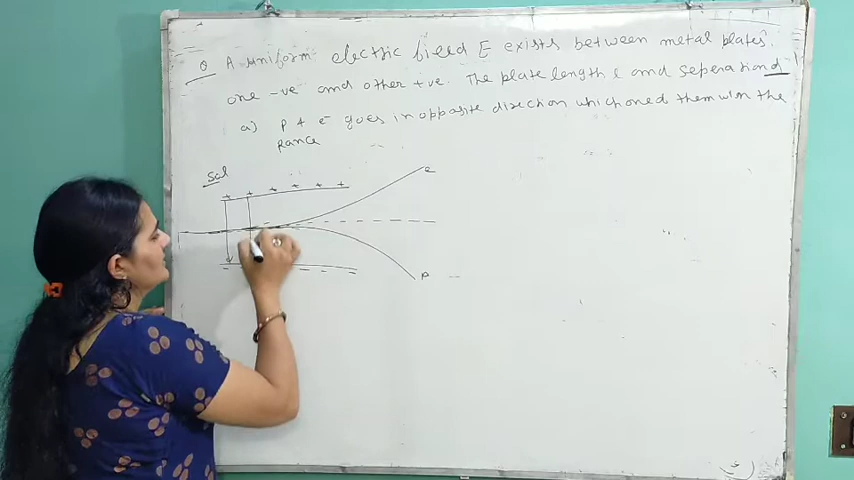 Q A uniform electric field E exists between metal plates.
one -ve and other +ve. The plate length l and seperation d
a) P & e⁻ goes in opposite direction which one of them win the
rance
Sol
+ + + + + +
e
P